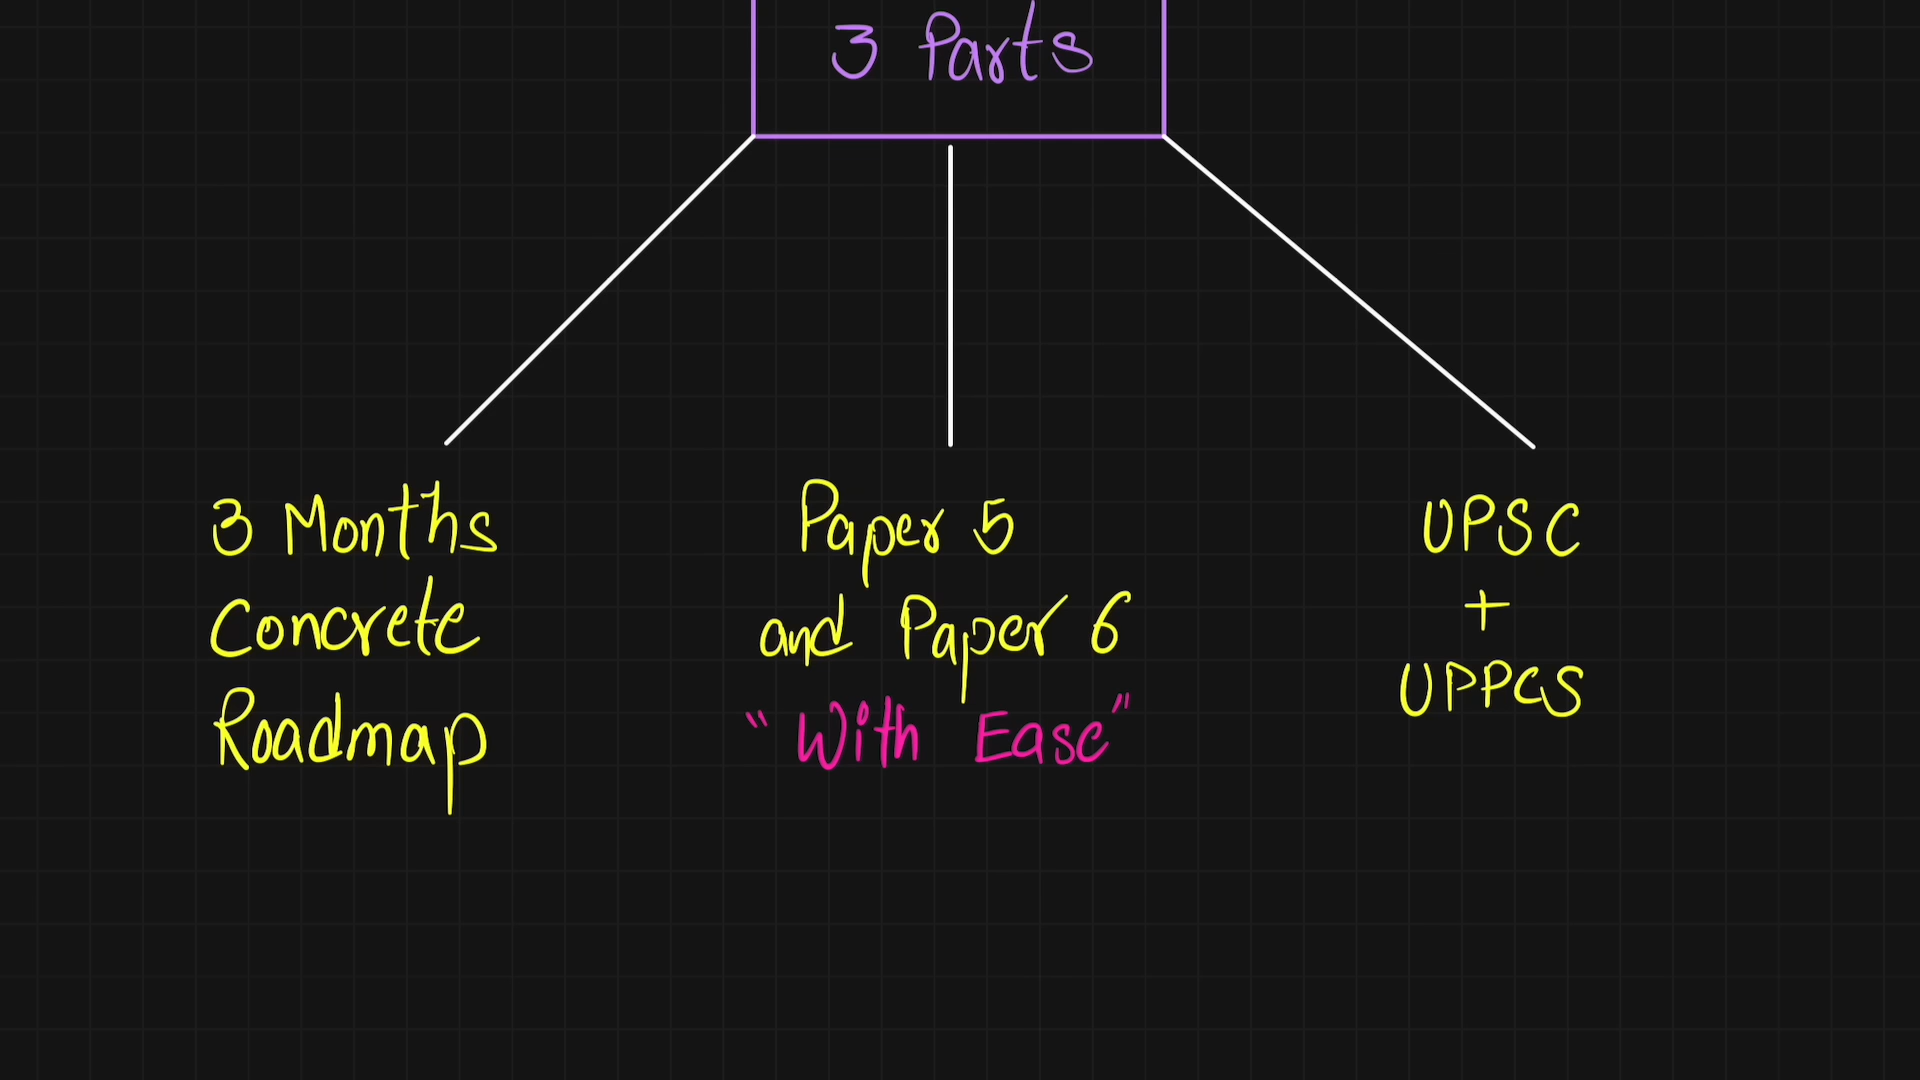 3 Parts
3 Months
Concrete
Roadmap
Paper 5
and Paper 6
"With Ease"
UPSC
+
UPPCS